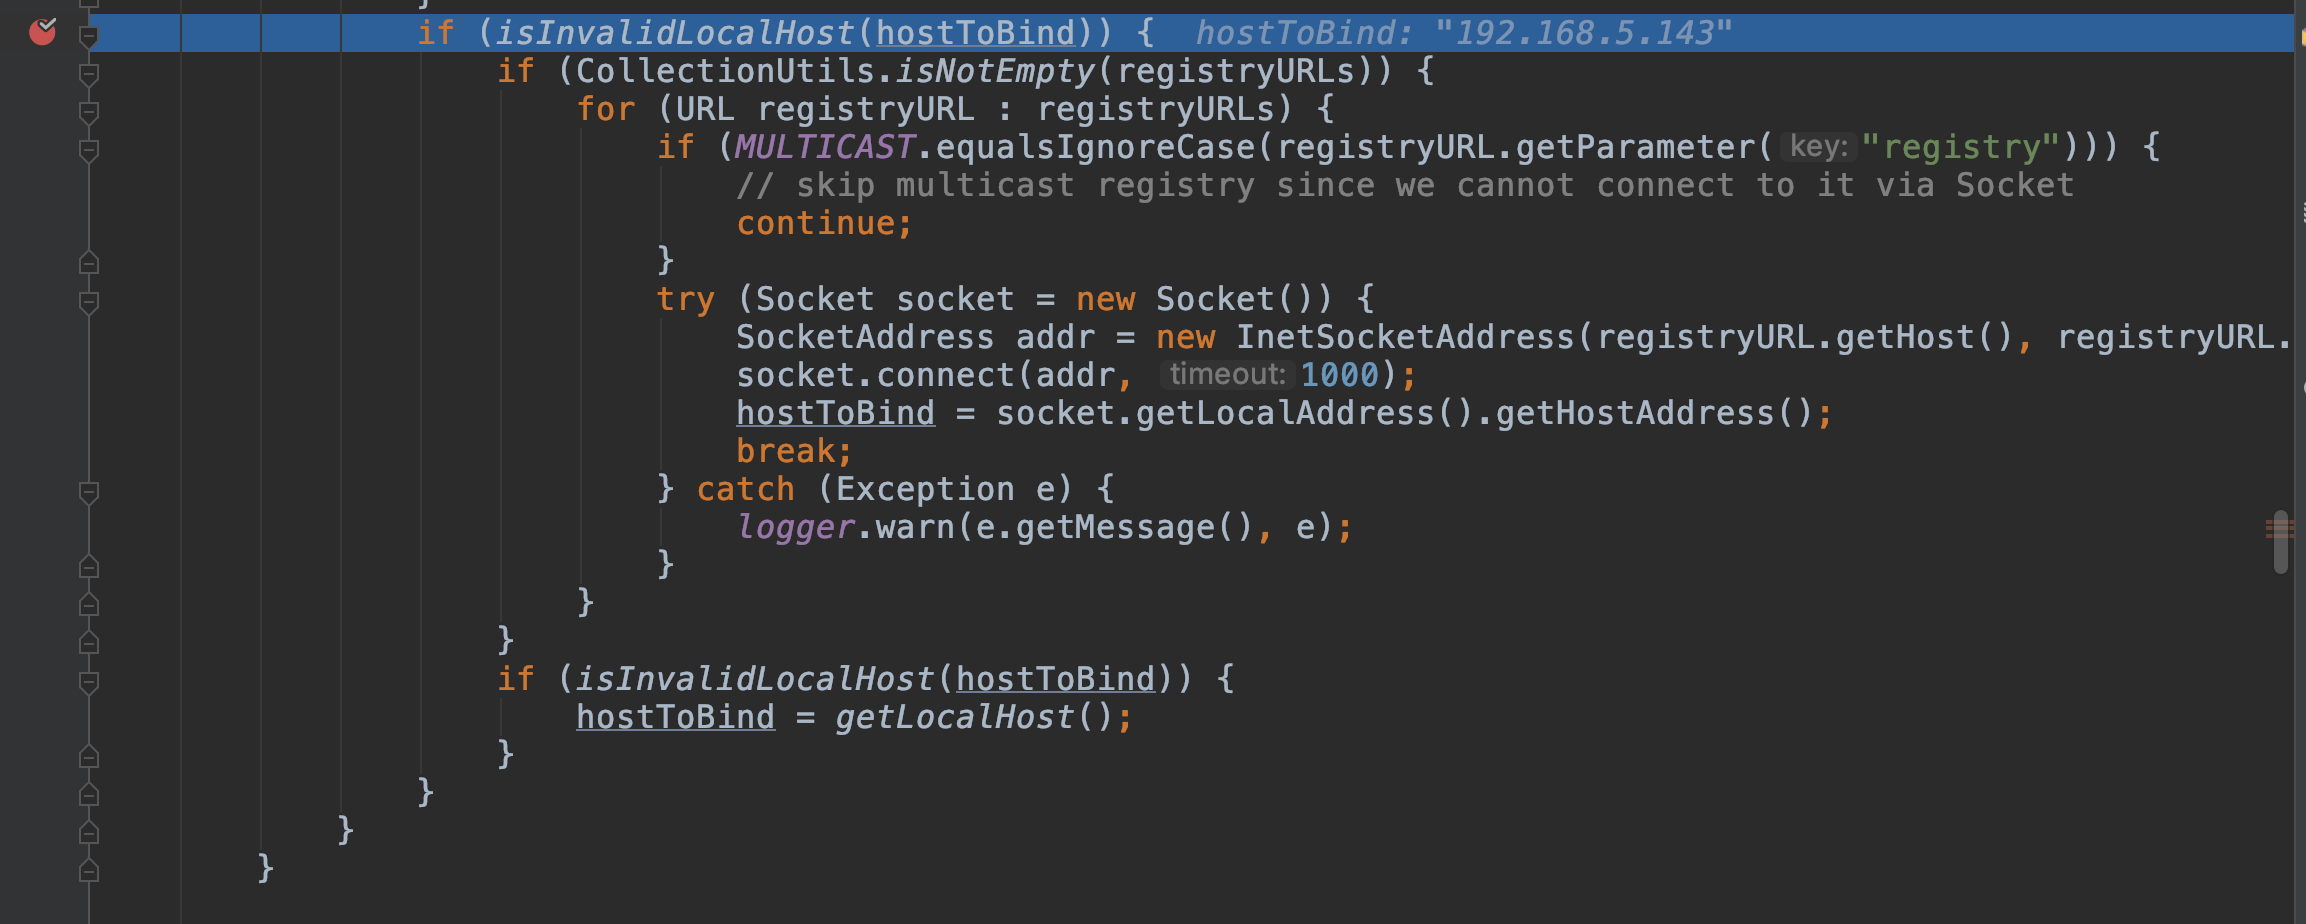 }
if (isInvalidLocalHost(hostToBind)) { hostToBind: "192.168.5.143"
if (CollectionUtils.isNotEmpty(registryURLs)) {
for (URL registryURL : registryURLs) {
if (MULTICAST.equalsIgnoreCase(registryURL.getParameter( key: "registry"))) {
// skip multicast registry since we cannot connect to it via Socket
continue;
}
try (Socket socket = new Socket()) {
SocketAddress addr = new InetSocketAddress(registryURL.getHost(), registryURL.
socket.connect(addr, timeout: 1000);
hostToBind = socket.getLocalAddress().getHostAddress();
break;
} catch (Exception e) {
logger.warn(e.getMessage(), e);
}
}
}
if (isInvalidLocalHost(hostToBind)) {
hostToBind = getLocalHost();
}
}
}
}